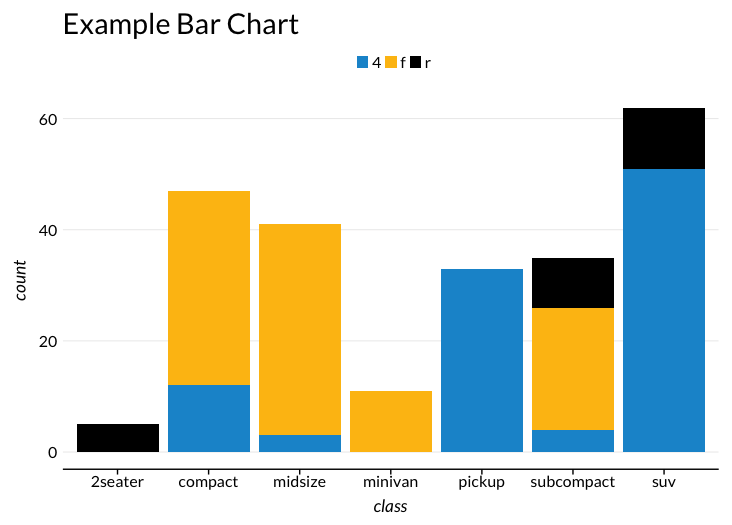 Example Bar Chart
4 f r
60
40
20
0
count
2seater compact midsize minivan pickup subcompact suv
class